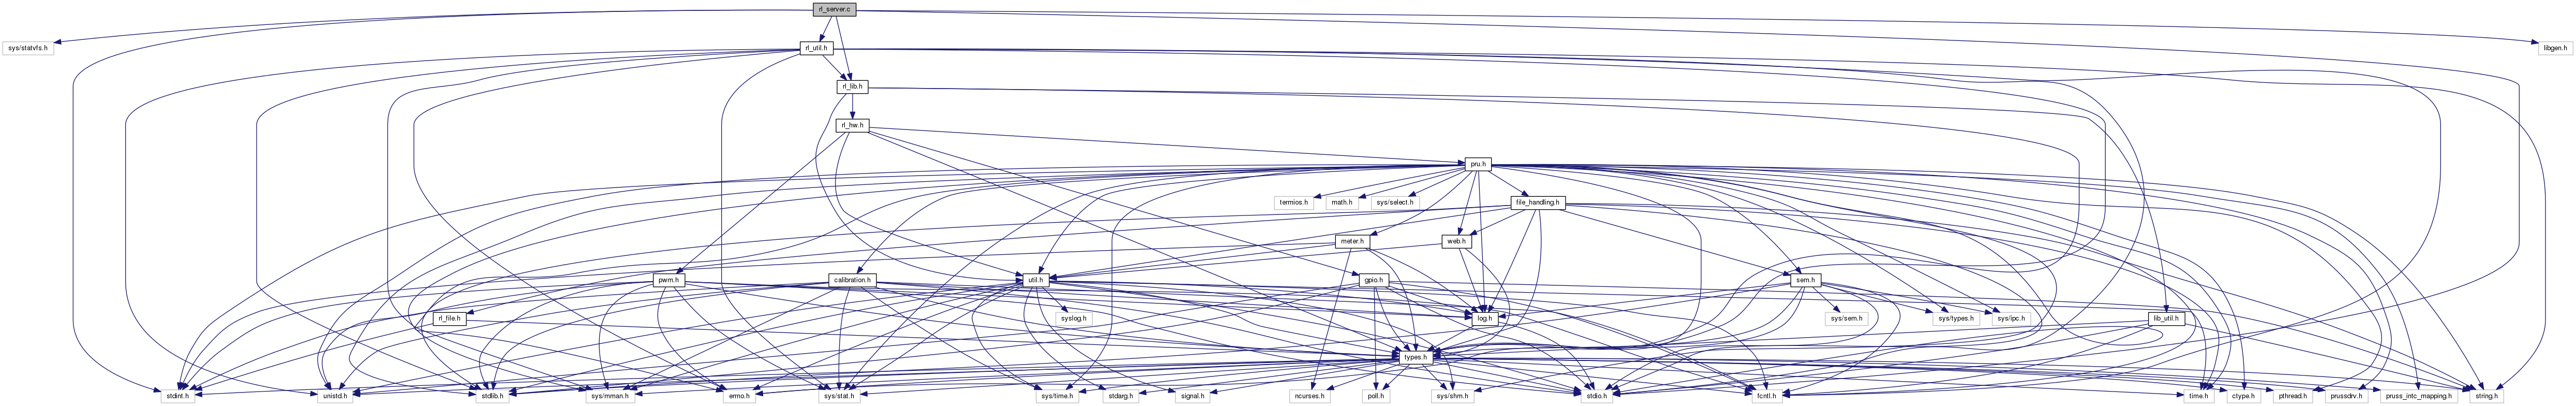 rl_server.c
sys/statvfs.h
rl_util.h
libgen.h
rl_lib.h
rl_hw.h
pru.h
termios.h
math.h
sys/select.h
file_handling.h
meter.h
web.h
pwm.h
calibration.h
util.h
gpio.h
sem.h
rl_file.h
syslog.h
log.h
sys/sem.h
sys/types.h
sys/ipc.h
lib_util.h
types.h
stdint.h
unistd.h
stdlib.h
sys/mman.h
errno.h
sys/stat.h
sys/time.h
stdarg.h
signal.h
ncurses.h
poll.h
sys/shm.h
stdio.h
fcntl.h
time.h
ctype.h
pthread.h
prussdrv.h
pruss_intc_mapping.h
string.h